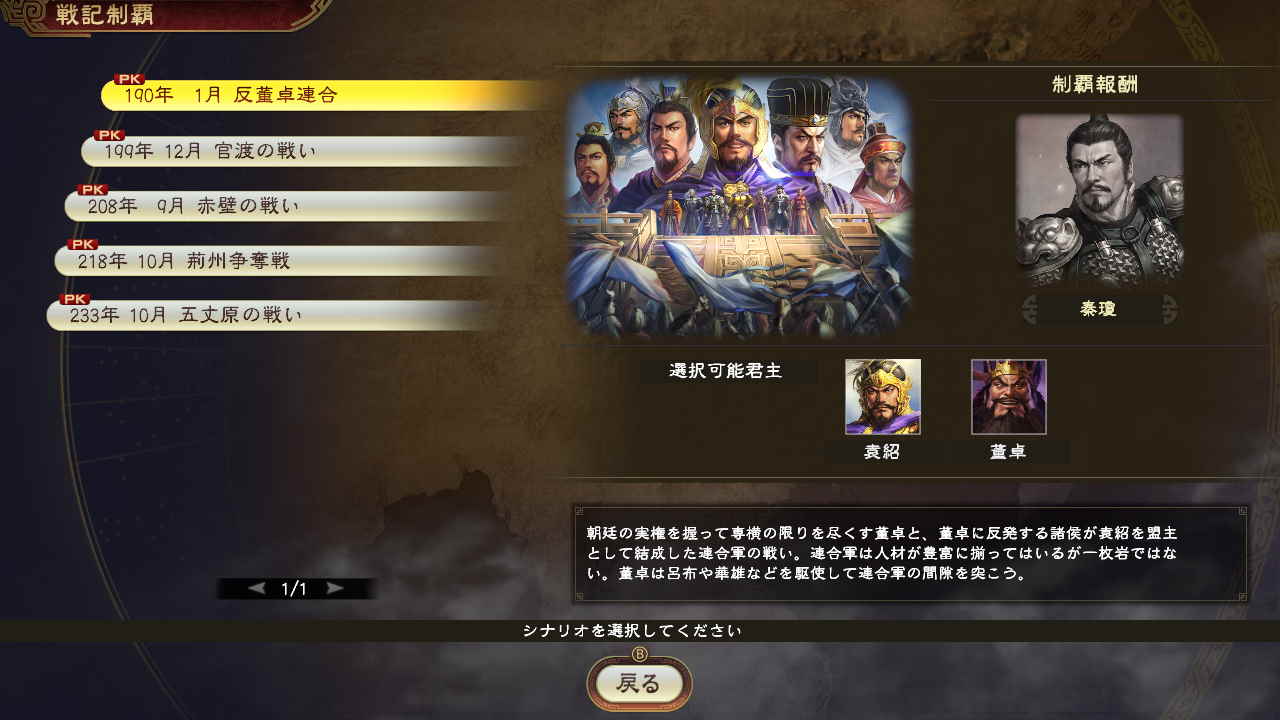 戦記制覇
PK
190年 1月 反董卓連合
PK
199年 12月 官渡の戦い
PK
208年 9月 赤壁の戦い
PK
218年 10月 荊州争奪戦
PK
233年 10月 五丈原の戦い
1/1
制覇報酬
秦瓊
選択可能君主
袁紹
董卓
朝廷の実権を握って専横の限りを尽くす董卓と、董卓に反発する諸侯が袁紹を盟主
として結成した連合軍の戦い。連合軍は人材が豊富に揃ってはいるが一枚岩ではな
い。董卓は呂布や華雄などを駆使して連合軍の間隙を突こう。
シナリオを選択してください
B
戻る